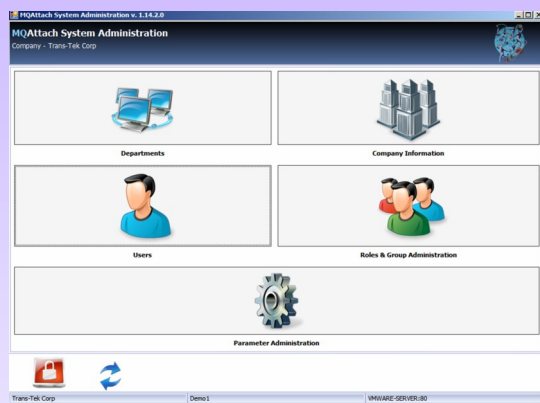 MQAttach System Administration v. 1.14.2.0
MQAttach System Administration
Company - Trans-Tek Corp
Departments
Company Information
Users
Roles & Group Administration
Parameter Administration
Trans-Tek Corp
Demo1
VMWARE-SERVER:80